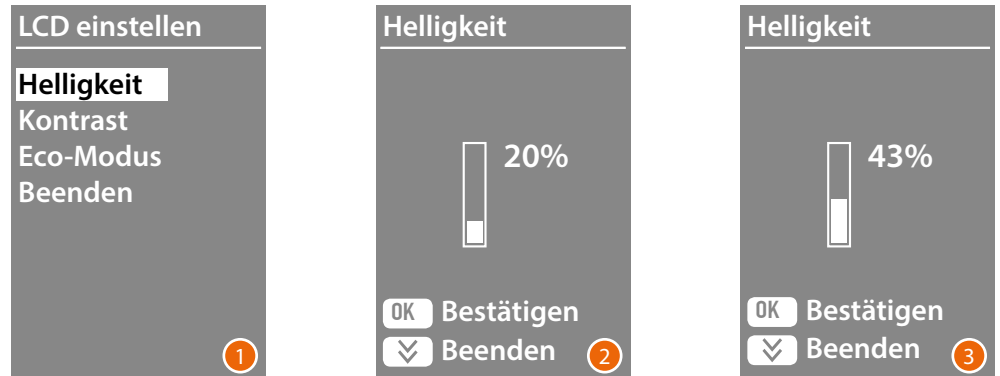 LCD einstellen
Helligkeit
Kontrast
Eco-Modus
Beenden
1
Helligkeit
20%
OK Bestätigen
Beenden
2
Helligkeit
43%
OK Bestätigen
Beenden
3